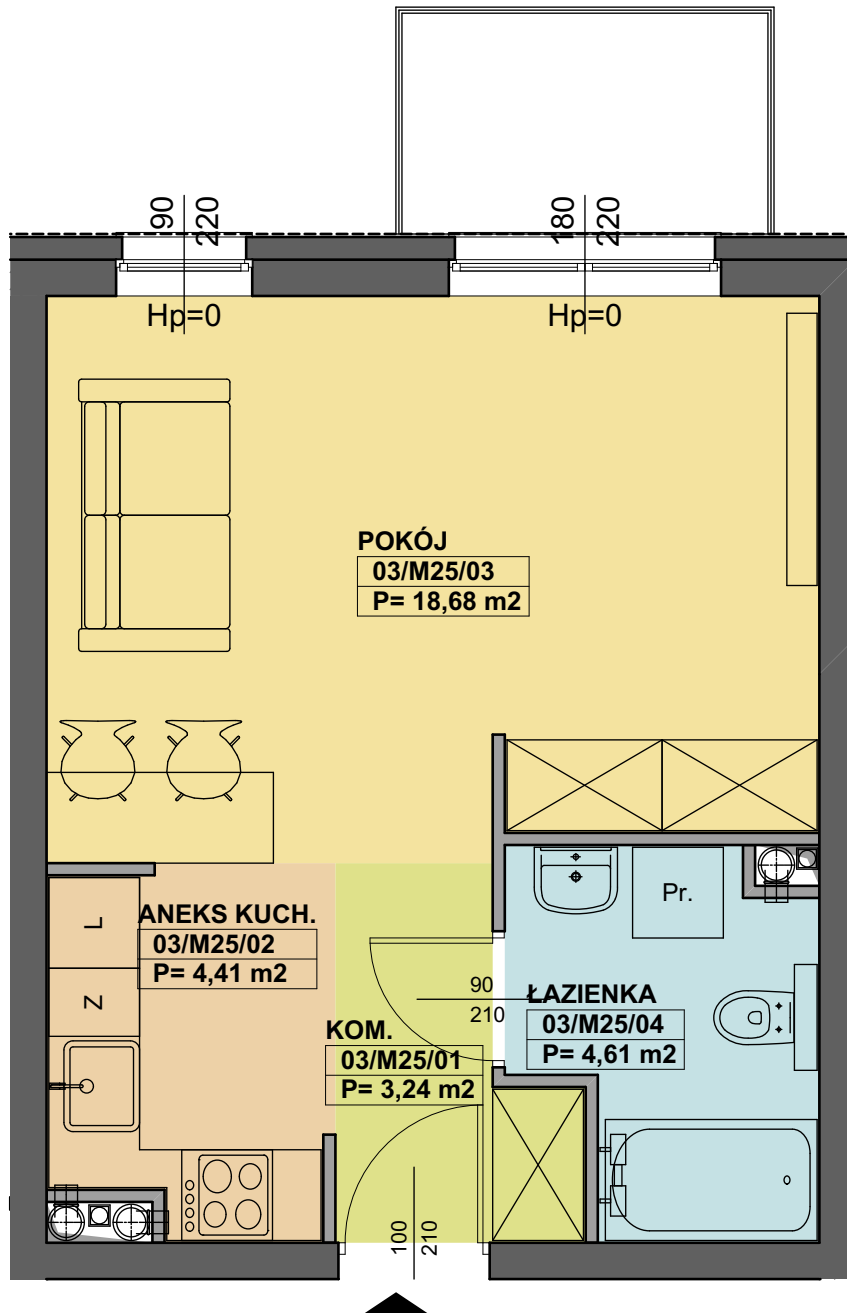 90
220
180
220
Hp=0
Hp=0
POKÓJ
03/M25/03
P= 18,68 m2
Pr.
L
ANEKS KUCH.
03/M25/02
P= 4,41 m2
Z
90
210
ŁAZIENKA
03/M25/04
P= 4,61 m2
KOM.
03/M25/01
P= 3,24 m2
100
210